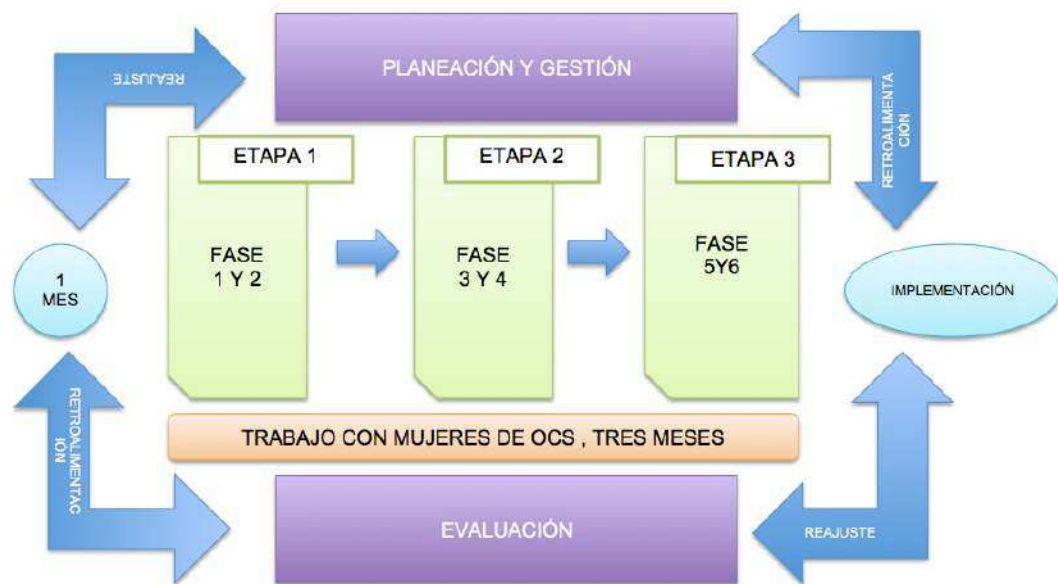 PLANEACIÓN Y GESTIÓN
REAJUSTE
RETROALIMENTA
CIÓN
ETAPA 1
ETAPA 2
ETAPA 3
FASE
1 Y 2
FASE
3 Y 4
FASE
5Y6
1
MES
IMPLEMENTACIÓN
RETROALIMENTAC
IÓN
TRABAJO CON MUJERES DE OCS , TRES MESES
EVALUACIÓN
REAJUSTE